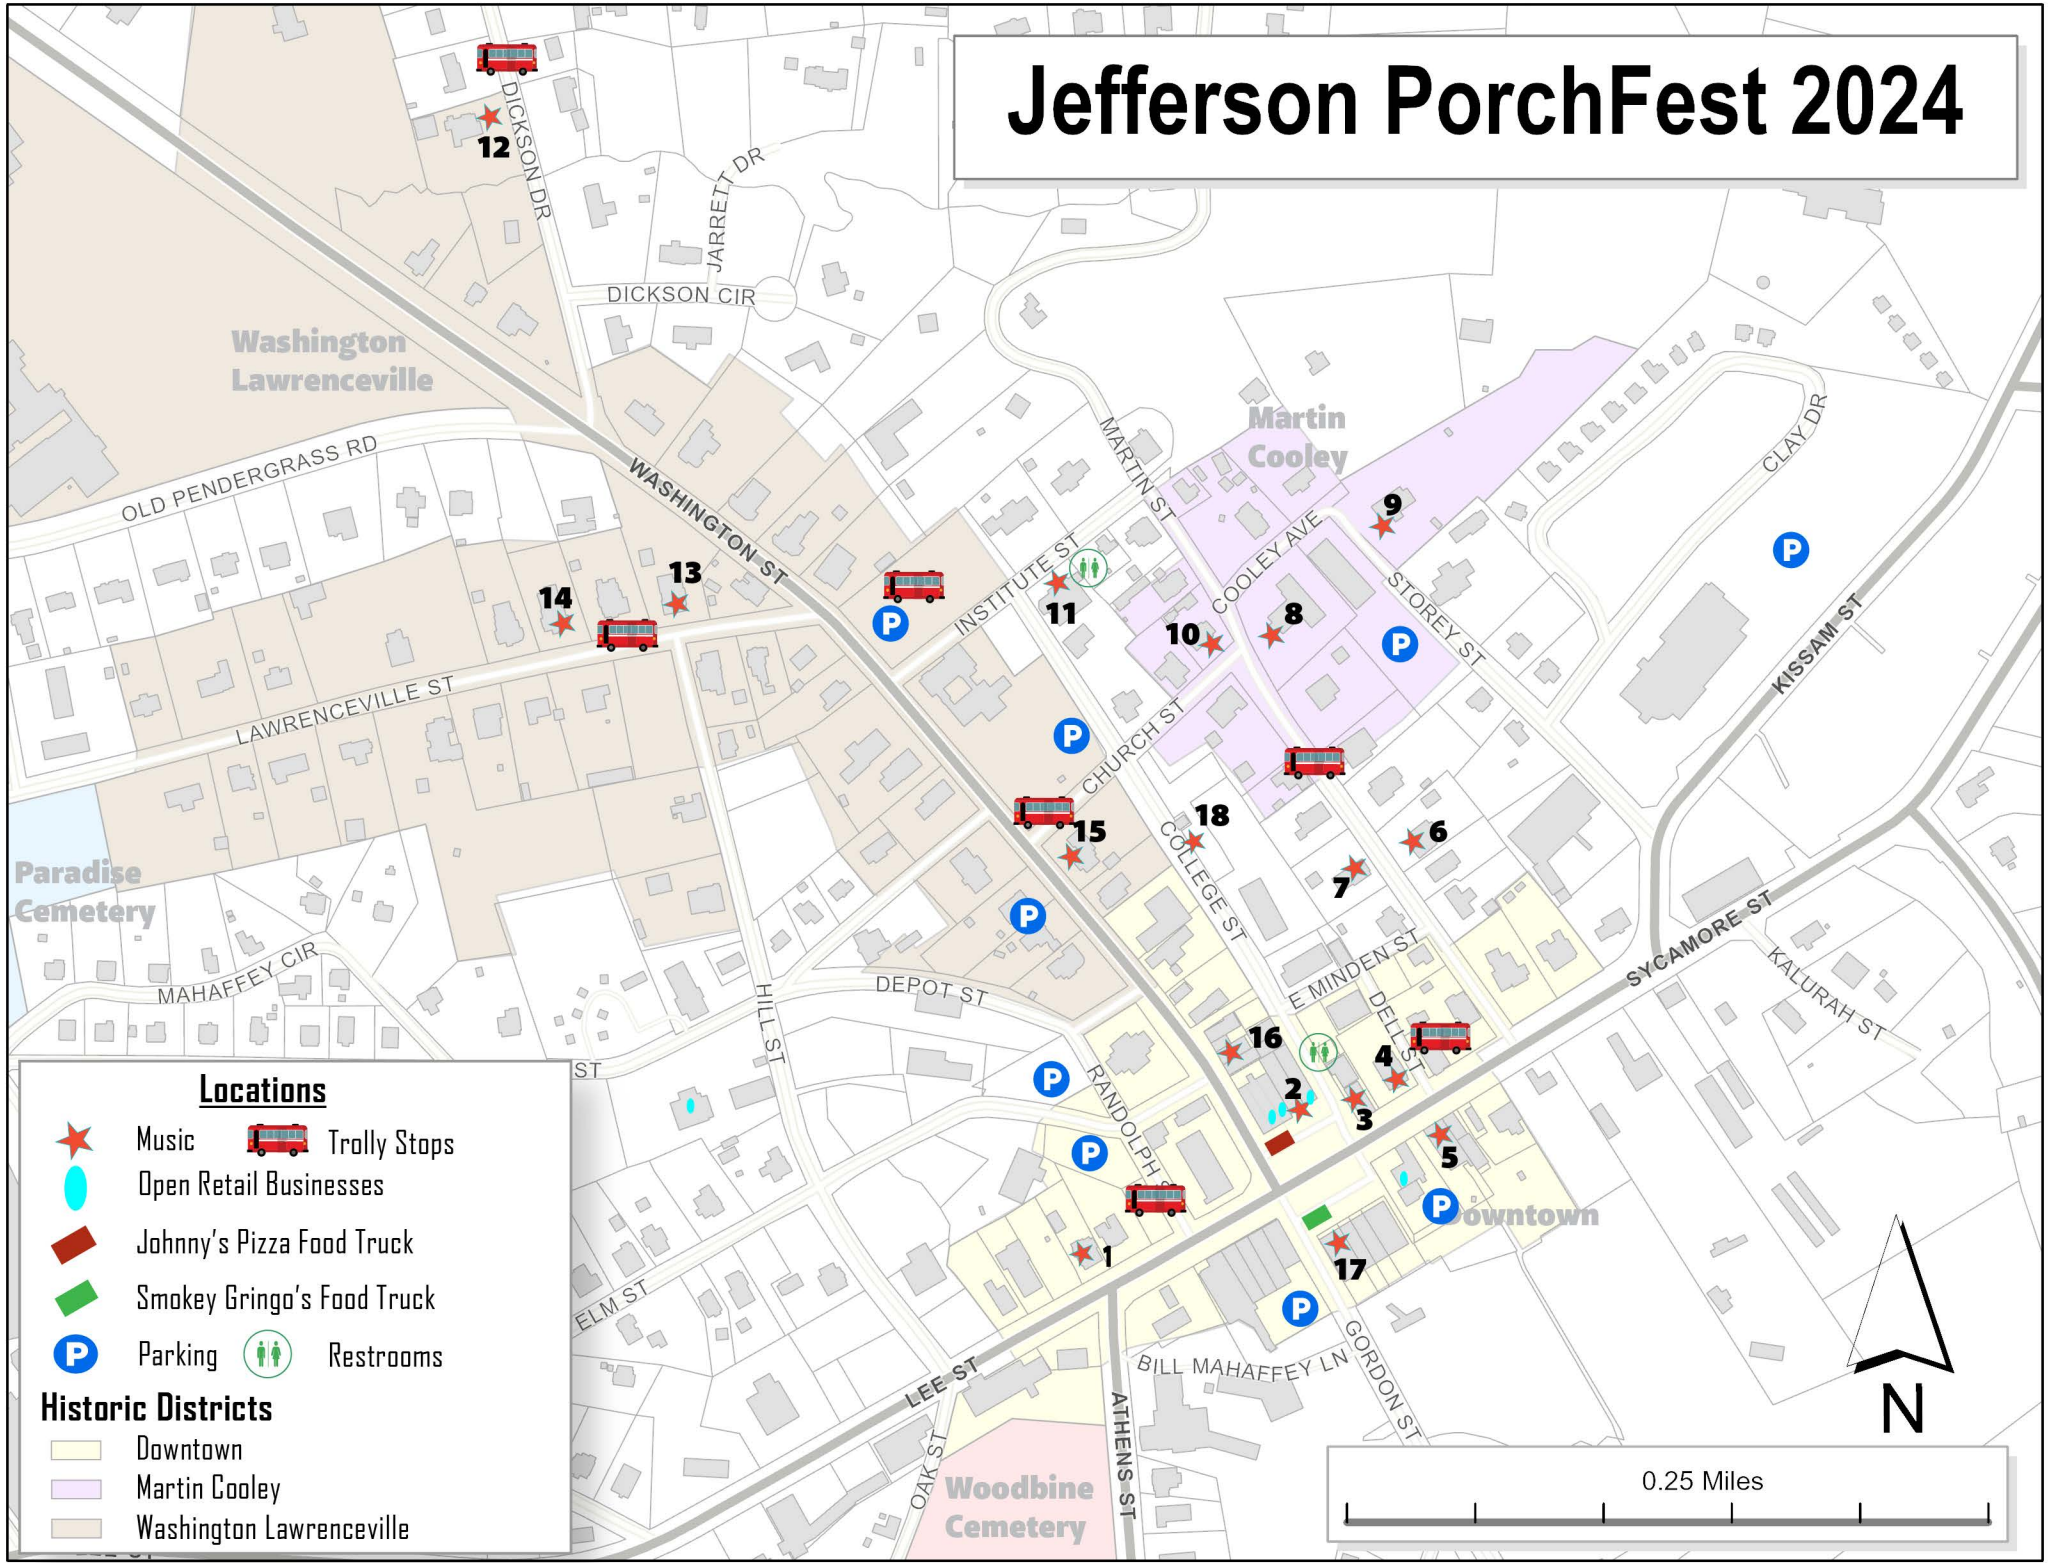 Jefferson PorchFest 2024
12
DICKSON DR
JARRETT DR
DICKSON CIR
Washington
Lawrenceville
OLD PENDERGRASS RD
WASHINGTON ST
MARTIN ST
Martin
Cooley
CLAY DR
9
COOLEY AVE
P
INSTITUTE ST
STOREY ST
KISSAM ST
14
13
P
11
10
8
P
LAWRENCEVILLE ST
P
CHURCH ST
15
18
6
7
COLLEGE ST
Paradise
Cemetery
P
MAHAFFEY CIR
DEPOT ST
HILL ST
E MINDEN ST
DELL ST
SYCAMORE ST
KALURAH ST
16
4
2
3
5
P
RANDOLPH
P
P
Downtown
1
17
P
ST
ELM ST
LEE ST
BILL MAHAFFEY LN
GORDON ST
ATHENS ST
OAK ST
Woodbine
Cemetery
Locations
Music
Trolly Stops
Open Retail Businesses
Johnny's Pizza Food Truck
Smokey Gringo's Food Truck
P
Parking
Restrooms
Historic Districts
Downtown
Martin Cooley
Washington Lawrenceville
N
0.25 Miles